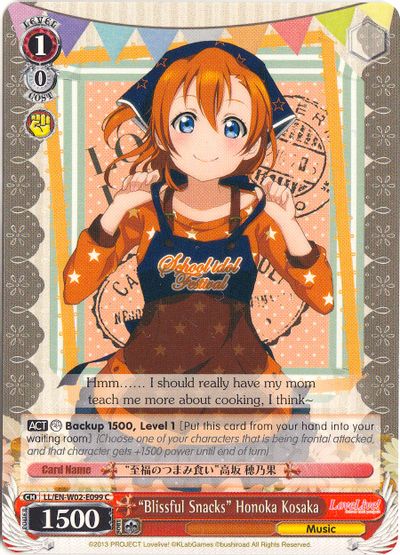 LEVEL
1
0
COST
School idol
Festival
Hmm…… I should really have my mom
teach me more about cooking, I think~
ACT Backup 1500, Level 1 [Put this card from your hand into your
waiting room] (Choose one of your characters that is being frontal attacked,
and that character gets +1500 power until end of turn)
Card Name "至福のつまみ食い"高坂 穂乃果
CH LL/EN-W02-E099 C
POWER
1500
"Blissful Snacks" Honoka Kosaka
LoveLive!
Music
©2013 PROJECT Lovelive! ©KLabGames ©bushiroad All Rights Reserved.